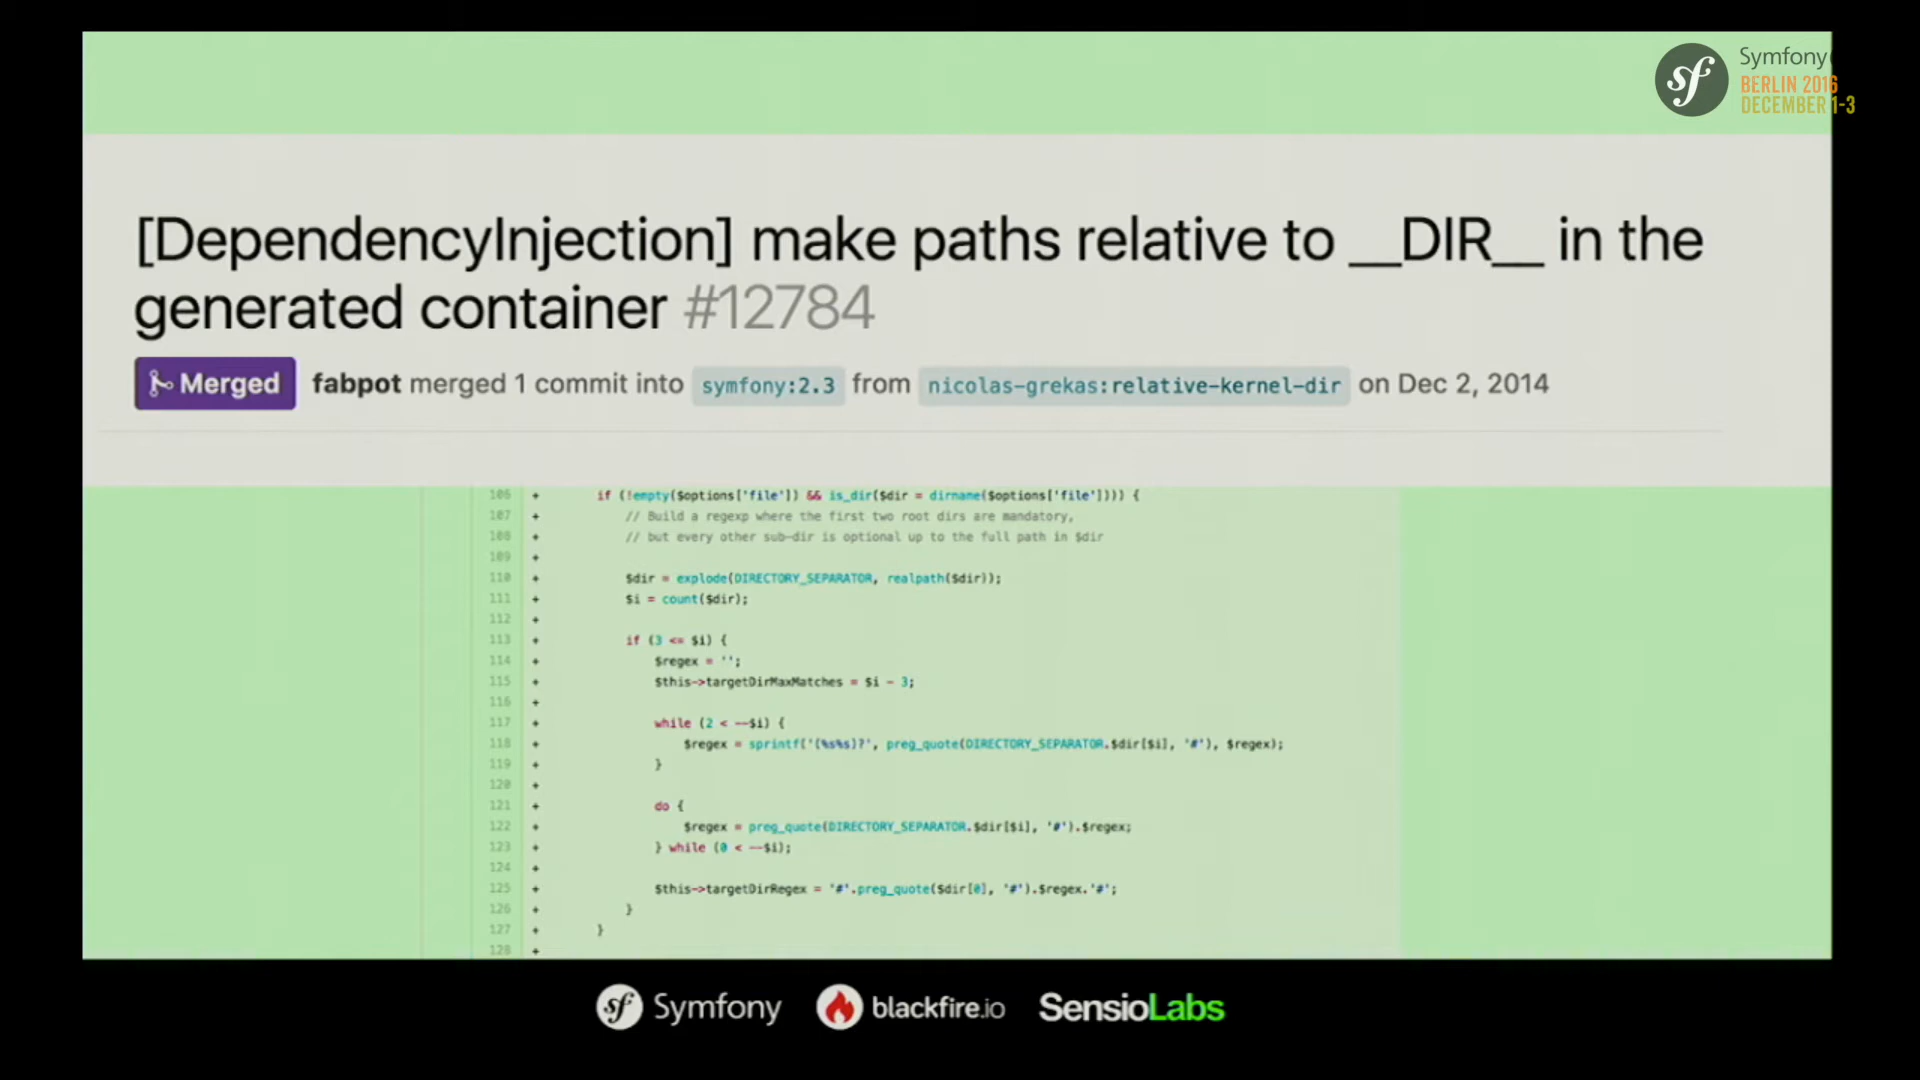 Symfony
BERLIN 2016
DECEMBER 1-3
[DependencyInjection] make paths relative to __DIR__ in the
generated container #12784
Merged fabpot merged 1 commit into symfony:2.3 from nicolas-grekas:relative-kernel-dir on Dec 2, 2014
106 + if (!empty($options['file']) && is_dir($dir = dirname($options['file']))) {
107 + // Build a regexp where the first two root dirs are mandatory,
108 + // but every other sub-dir is optional up to the full path in $dir
109 +
110 + $dir = explode(DIRECTORY_SEPARATOR, realpath($dir));
111 + $i = count($dir);
112 +
113 + if (3 <= $i) {
114 + $regex = '';
115 + $this->targetDirMaxMatches = $i - 3;
116 +
117 + while (2 < --$i) {
118 + $regex = sprintf('(%s%s)?', preg_quote(DIRECTORY_SEPARATOR.$dir[$i], '#'), $regex);
119 + }
120 +
121 + do {
122 + $regex = preg_quote(DIRECTORY_SEPARATOR.$dir[$i], '#').$regex;
123 + } while (0 < --$i);
124 +
125 + $this->targetDirRegex = '#'.preg_quote($dir[0], '#').$regex.'#';
126 + }
127 + }
128 +
sf Symfony blackfire.io SensioLabs